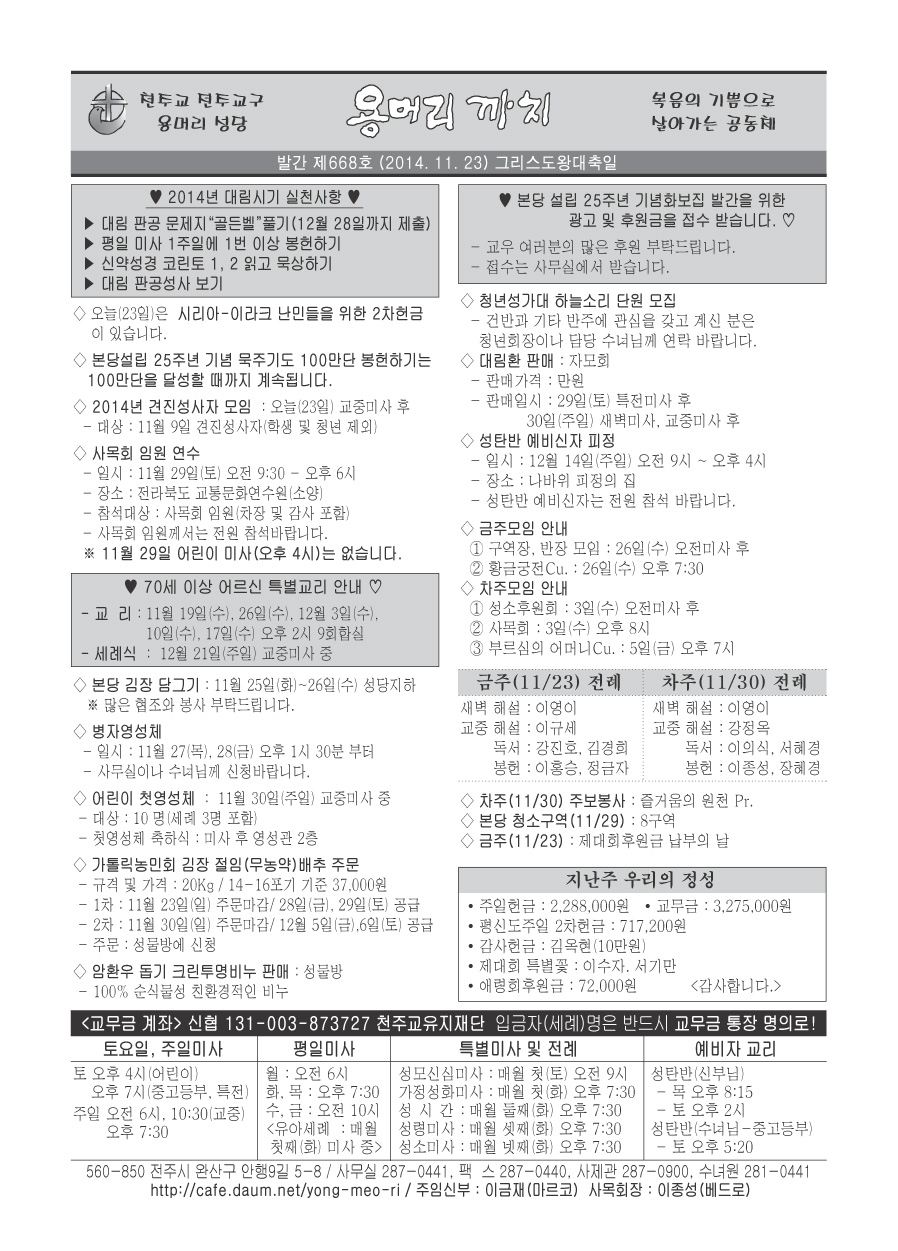 천주교 전주교구
용머리 성당
용머리 까치
복음의 기쁨으로
살아가는 공동체
발간 제668호 (2014. 11. 23) 그리스도왕대축일
♥ 2014년 대림시기 실천사항 ♥
▶ 대림 판공 문제지“골든벨”풀기(12월 28일까지 제출)
▶ 평일 미사 1주일에 1번 이상 봉헌하기
▶ 신약성경 코린토 1, 2 읽고 묵상하기
▶ 대림 판공성사 보기
◇ 오늘(23일)은 시리아-이라크 난민들을 위한 2차헌금
이 있습니다.
◇ 본당설립 25주년 기념 묵주기도 100만단 봉헌하기는
100만단을 달성할 때까지 계속됩니다.
◇ 2014년 견진성사자 모임 : 오늘(23일) 교중미사 후
- 대상 : 11월 9일 견진성사자(학생 및 청년 제외)
◇ 사목회 임원 연수
- 일시 : 11월 29일(토) 오전 9:30 - 오후 6시
- 장소 : 전라북도 교통문화연수원(소양)
- 참석대상 : 사목회 임원(차장 및 감사 포함)
- 사목회 임원께서는 전원 참석바랍니다.
※ 11월 29일 어린이 미사(오후 4시)는 없습니다.
♥ 70세 이상 어르신 특별교리 안내 ♡
- 교 리 : 11월 19일(수), 26일(수), 12월 3일(수),
10일(수), 17일(수) 오후 2시 9회합실
- 세례식 : 12월 21일(주일) 교중미사 중
◇ 본당 김장 담그기 : 11월 25일(화)~26일(수) 성당지하
※ 많은 협조와 봉사 부탁드립니다.
◇ 병자영성체
- 일시 : 11월 27(목), 28(금) 오후 1시 30분 부터
- 사무실이나 수녀님께 신청바랍니다.
◇ 어린이 첫영성체 : 11월 30일(주일) 교중미사 중
- 대상 : 10 명(세례 3명 포함)
- 첫영성체 축하식 : 미사 후 영성관 2층
◇ 가톨릭농민회 김장 절임(무농약)배추 주문
- 규격 및 가격 : 20Kg / 14-16포기 기준 37,000원
- 1차 : 11월 23일(일) 주문마감/ 28일(금), 29일(토) 공급
- 2차 : 11월 30일(일) 주문마감/ 12월 5일(금),6일(토) 공급
- 주문 : 성물방에 신청
◇ 암환우 돕기 크린투명비누 판매 : 성물방
- 100% 순식물성 친환경적인 비누
♥ 본당 설립 25주년 기념화보집 발간을 위한
광고 및 후원금을 접수 받습니다. ♡
- 교우 여러분의 많은 후원 부탁드립니다.
- 접수는 사무실에서 받습니다.
◇ 청년성가대 하늘소리 단원 모집
- 건반과 기타 반주에 관심을 갖고 계신 분은
청년회장이나 담당 수녀님께 연락 바랍니다.
◇ 대림환 판매 : 자모회
- 판매가격 : 만원
- 판매일시 : 29일(토) 특전미사 후
30일(주일) 새벽미사, 교중미사 후
◇ 성탄반 예비신자 피정
- 일시 : 12월 14일(주일) 오전 9시 ~ 오후 4시
- 장소 : 나바위 피정의 집
- 성탄반 예비신자는 전원 참석 바랍니다.
◇ 금주모임 안내
① 구역장, 반장 모임 : 26일(수) 오전미사 후
② 황금궁전Cu. : 26일(수) 오후 7:30
◇ 차주모임 안내
① 성소후원회 : 3일(수) 오전미사 후
② 사목회 : 3일(수) 오후 8시
③ 부르심의 어머니Cu. : 5일(금) 오후 7시
금주(11/23) 전례 차주(11/30) 전례
새벽 해설 : 이영이 새벽 해설 : 이영이
교중 해설 : 이규세 교중 해설 : 강정옥
독서 : 강진호, 김경희 독서 : 이의식, 서혜경
봉헌 : 이홍승, 정금자 봉헌 : 이종성, 장혜경
◇ 차주(11/30) 주보봉사 : 즐거움의 원천 Pr.
◇ 본당 청소구역(11/29) : 8구역
◇ 금주(11/23) : 제대회후원금 납부의 날
지난주 우리의 정성
• 주일헌금 : 2,288,000원 • 교무금 : 3,275,000원
• 평신도주일 2차헌금 : 717,200원
• 감사헌금 : 김옥현(10만원)
• 제대회 특별꽃 : 이수자. 서기만
• 애령회후원금 : 72,000원 <감사합니다.>
<교무금 계좌> 신협 131-003-873727 천주교유지재단 입금자(세례)명은 반드시 교무금 통장 명의로!
토요일, 주일미사 평일미사 특별미사 및 전례 예비자 교리
토 오후 4시(어린이) 월 : 오전 6시 성모신심미사 : 매월 첫(토) 오전 9시 성탄반(신부님)
오후 7시(중고등부, 특전) 화, 목 : 오후 7:30 가정성화미사 : 매월 첫(화) 오후 7:30 - 목 오후 8:15
주일 오전 6시, 10:30(교중) 수, 금 : 오전 10시 성 시 간 : 매월 둘째(화) 오후 7:30 - 토 오후 2시
오후 7:30 <유아세례 : 매월 성령미사 : 매월 셋째(화) 오후 7:30 성탄반(수녀님-중고등부)
첫째(화) 미사 중> 성소미사 : 매월 넷째(화) 오후 7:30 - 토 오후 5:20
560-850 전주시 완산구 안행9길 5-8 / 사무실 287-0441, 팩 스 287-0440, 사제관 287-0900, 수녀원 281-0441
http://cafe.daum.net/yong-meo-ri / 주임신부 : 이금재(마르코) 사목회장 : 이종성(베드로)